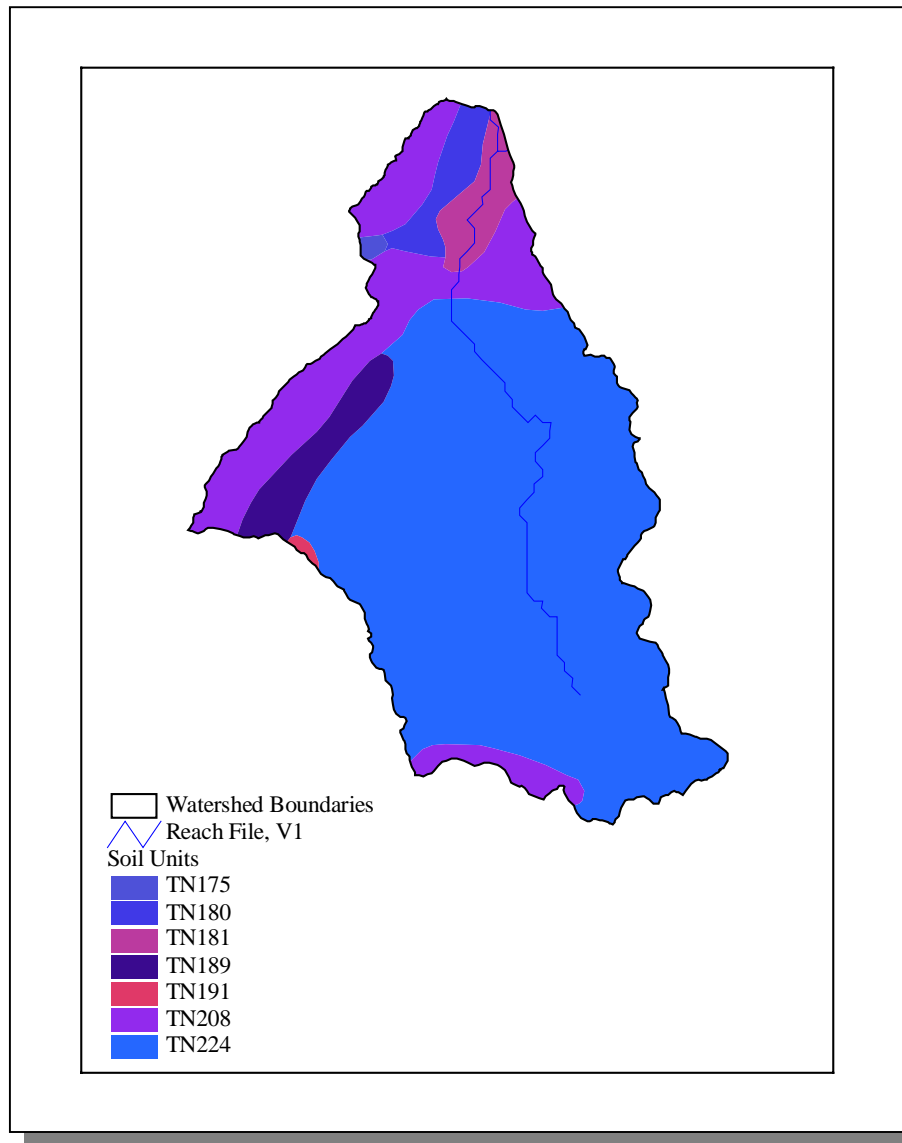 Watershed Boundaries
Reach File, V1
Soil Units
TN175
TN180
TN181
TN189
TN191
TN208
TN224